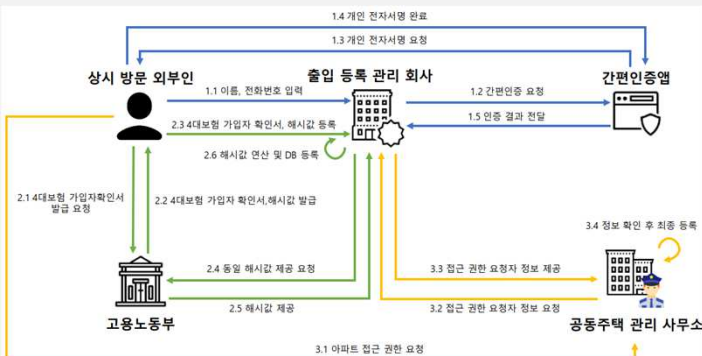 1.4 개인 전자서명 완료
1.3 개인 전자서명 요청
상시 방문 외부인
출입 등록 관리 회사
간편인증앱
1.1 이름, 전화번호 입력
1.2 간편인증 요청
2.3 4대보험 가입자 확인서, 해시값 등록
1.5 인증 결과 전달
2.6 해시값 연산 및 DB 등록
2.1 4대보험 가입자확인서
발급 요청
2.2 4대보험 가입자 확인서,해시값 발급
3.4 정보 확인 후 최종 등록
2.4 동일 해시값 제공 요청
3.3 접근 권한 요청자 정보 제공
2.5 해시값 제공
3.2 접근 권한 요청자 정보 요청
고용노동부
공동주택 관리 사무소
3.1 아파트 접근 권한 요청